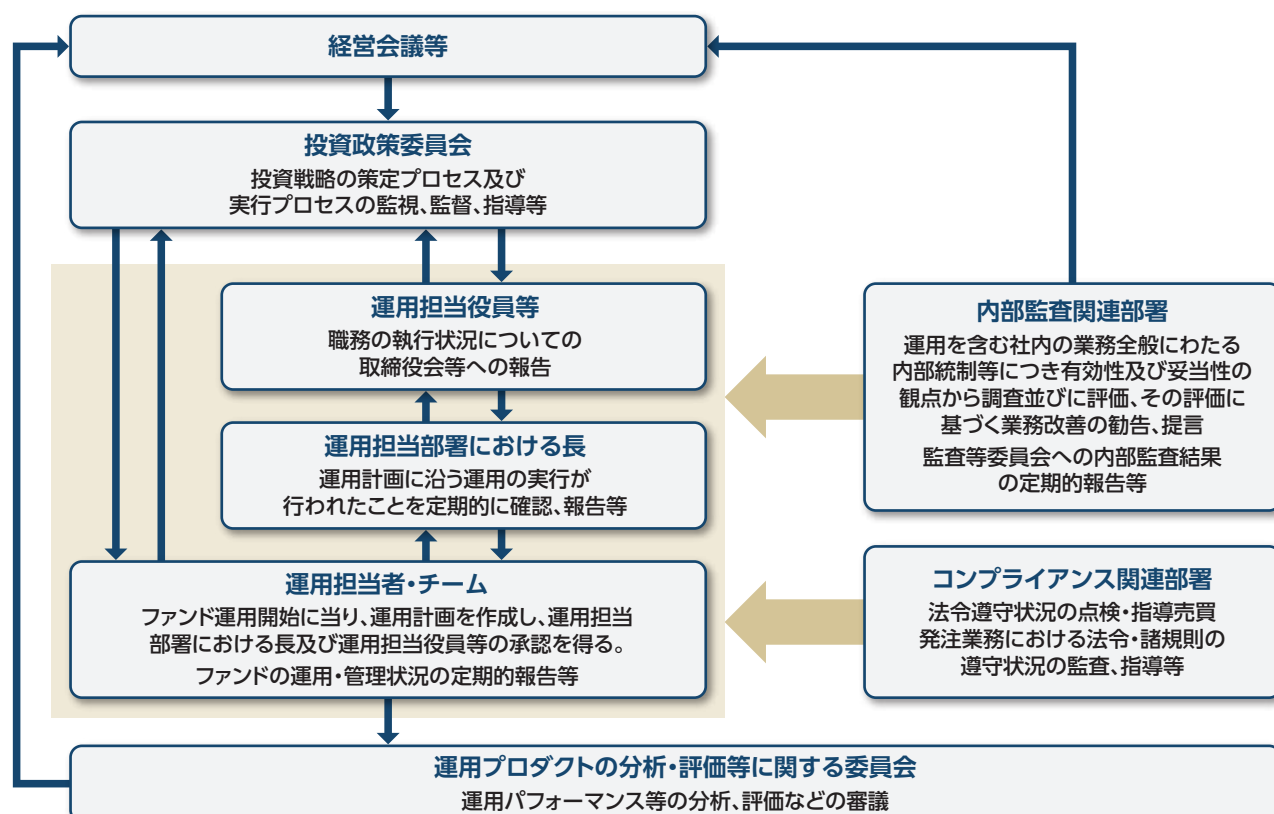 経営会議等
投資政策委員会
投資戦略の策定プロセス及び
実行プロセスの監視、監督、指導等
運用担当役員等
職務の執行状況についての
取締役会等への報告
運用担当部署における長
運用計画に沿う運用の実行が
行われたことを定期的に確認、報告等
運用担当者・チーム
ファンド運用開始に当り、運用計画を作成し、運用担当
部署における長及び運用担当役員等の承認を得る。
ファンドの運用・管理状況の定期的報告等
内部監査関連部署
運用を含む社内の業務全般にわたる
内部統制等につき有効性及び妥当性の
観点から調査並びに評価、その評価に
基づく業務改善の勧告、提言
監査等委員会への内部監査結果
の定期的報告等
コンプライアンス関連部署
法令遵守状況の点検・指導売買
発注業務における法令・諸規則の
遵守状況の監査、指導等
運用プロダクトの分析・評価等に関する委員会
運用パフォーマンス等の分析、評価などの審議